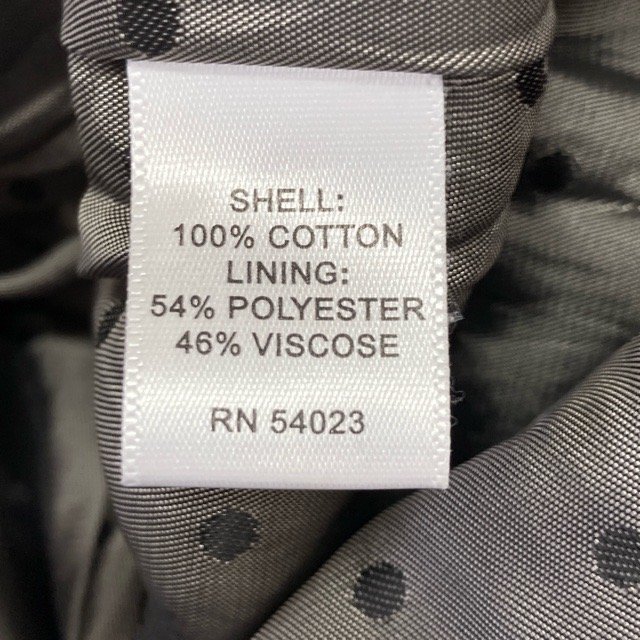 SHELL:
100% COTTON
LINING:
54% POLYESTER
46% VISCOSE
RN 54023